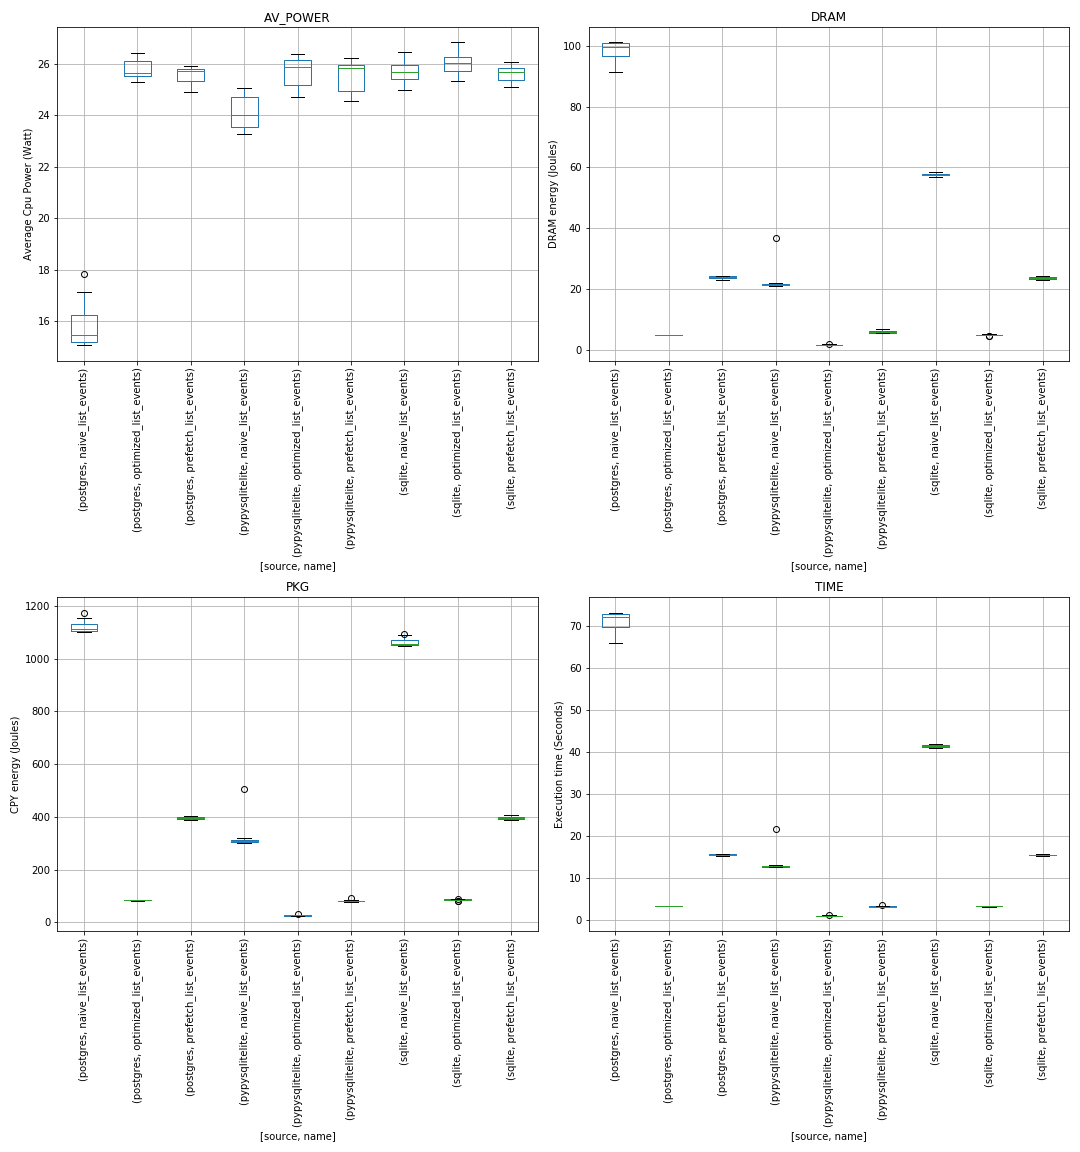 AV_POWER
Average Cpu Power (Watt)
26
24
22
20
18
16
(postgres, naive_list_events)
(postgres, optimized_list_events)
(postgres, prefetch_list_events)
(pypysqlitelite, naive_list_events)
(pypysqlitelite, optimized_list_events)
(pypysqlitelite, prefetch_list_events)
(sqlite, naive_list_events)
(sqlite, optimized_list_events)
(sqlite, prefetch_list_events)
[source, name]
DRAM
DRAM energy (Joules)
100
80
60
40
20
0
(postgres, naive_list_events)
(postgres, optimized_list_events)
(postgres, prefetch_list_events)
(pypysqlitelite, naive_list_events)
(pypysqlitelite, optimized_list_events)
(pypysqlitelite, prefetch_list_events)
(sqlite, naive_list_events)
(sqlite, optimized_list_events)
(sqlite, prefetch_list_events)
[source, name]
PKG
CPY energy (Joules)
1200
1000
800
600
400
200
0
(postgres, naive_list_events)
(postgres, optimized_list_events)
(postgres, prefetch_list_events)
(pypysqlitelite, naive_list_events)
(pypysqlitelite, optimized_list_events)
(pypysqlitelite, prefetch_list_events)
(sqlite, naive_list_events)
(sqlite, optimized_list_events)
(sqlite, prefetch_list_events)
[source, name]
TIME
Execution time (Seconds)
70
60
50
40
30
20
10
0
(postgres, naive_list_events)
(postgres, optimized_list_events)
(postgres, prefetch_list_events)
(pypysqlitelite, naive_list_events)
(pypysqlitelite, optimized_list_events)
(pypysqlitelite, prefetch_list_events)
(sqlite, naive_list_events)
(sqlite, optimized_list_events)
(sqlite, prefetch_list_events)
[source, name]